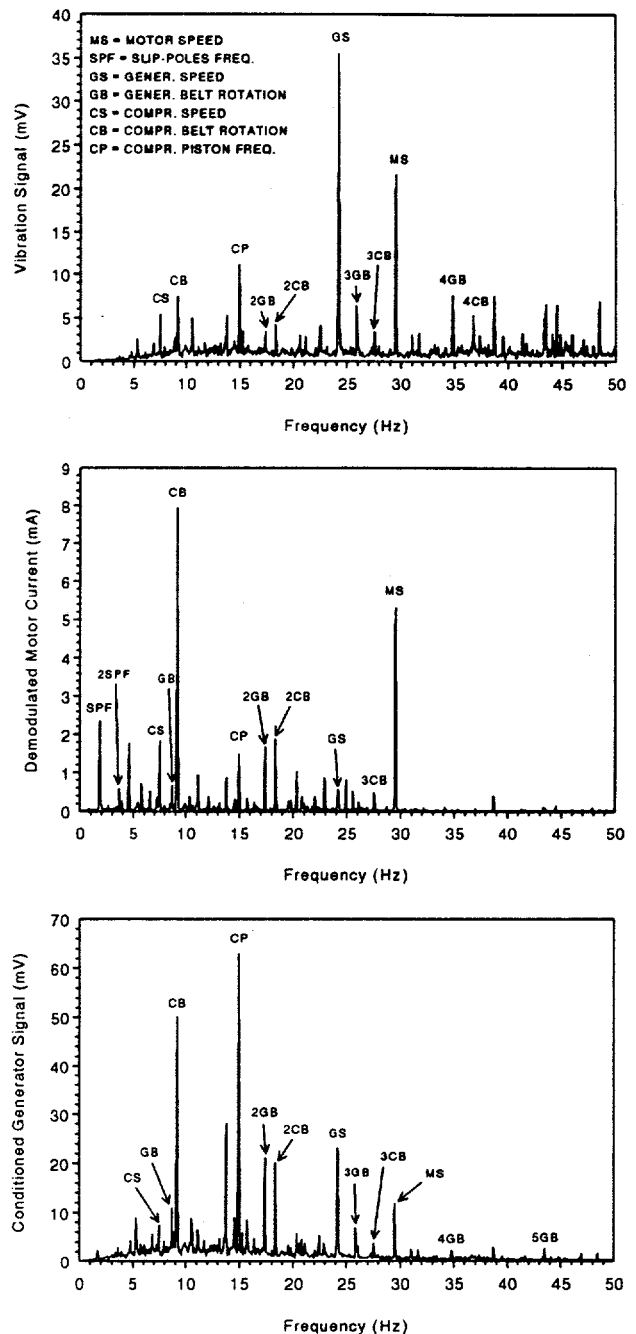 MS = MOTOR SPEED
SPF = SLIP-POLES FREQ.
GS = GENER. SPEED
GB = GENER. BELT ROTATION
CS = COMPR. SPEED
CB = COMPR. BELT ROTATION
CP = COMPR. PISTON FREQ.
GS
MS
CP
CB
CS
2GB
2CB
3GB
3CB
4GB
4CB
Vibration Signal (mV)
40
35
30
25
20
15
10
5
0
0 5 10 15 20 25 30 35 40 45 50
Frequency (Hz)
CB
MS
2SPF
GB
SPF
CS
CP
2GB
2CB
GS
3CB
Demodulated Motor Current (mA)
9
8
7
6
5
4
3
2
1
0
0 5 10 15 20 25 30 35 40 45 50
Frequency (Hz)
CP
CB
GB
CS
2GB
2CB
GS
3GB
3CB
MS
4GB
5GB
Conditioned Generator Signal (mV)
70
60
50
40
30
20
10
0
0 5 10 15 20 25 30 35 40 45 50
Frequency (Hz)